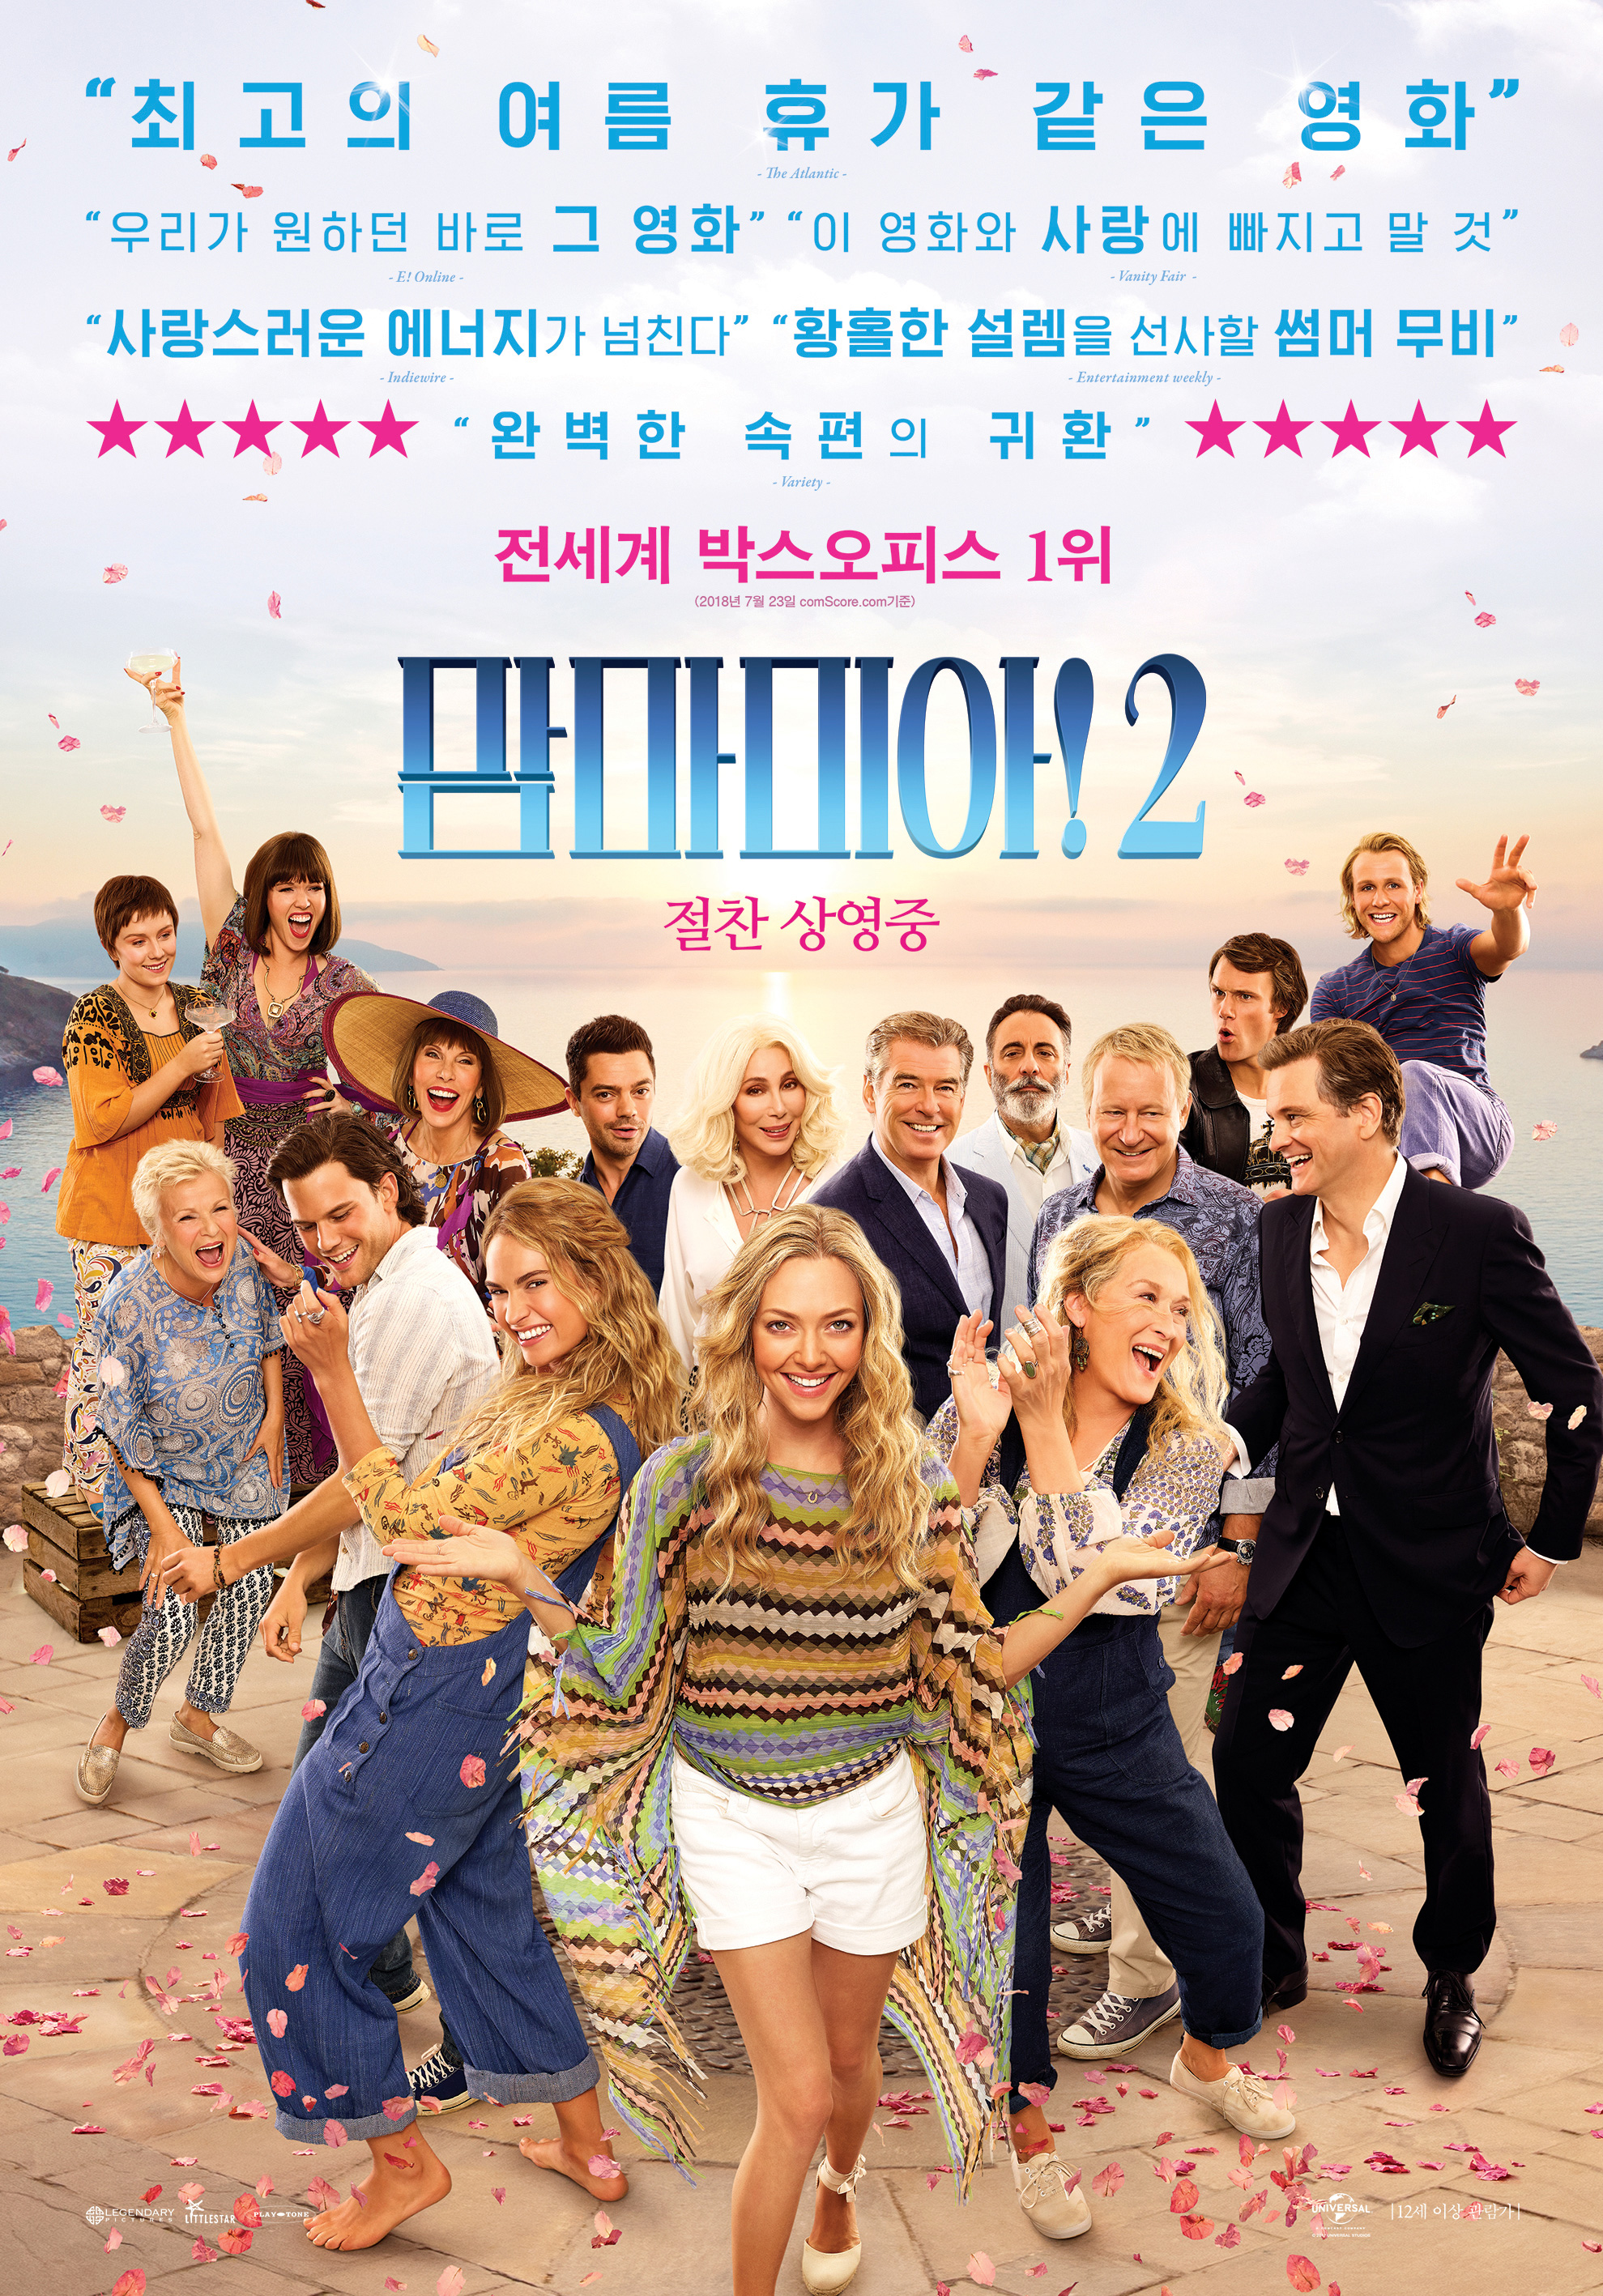 “최고의 여름 휴가 같은 영화”
- The Atlantic -
“우리가 원하던 바로 그 영화” “이 영화와 사랑에 빠지고 말 것”
- E! Online - - Vanity Fair -
“사랑스러운 에너지가 넘친다” “황홀한 설렘을 선사할 썸머 무비”
- Indiewire - - Entertainment weekly -
★★★★★ “완벽한 속편의 귀환” ★★★★★
- Variety -
전세계 박스오피스 1위
(2018년 7월 23일 comScore.com기준)
맘마미아! 2
절찬 상영중
LEGENDARY PICTURES LITTLESTAR PLAY-TONE UNIVERSAL |12세 이상 관람가|